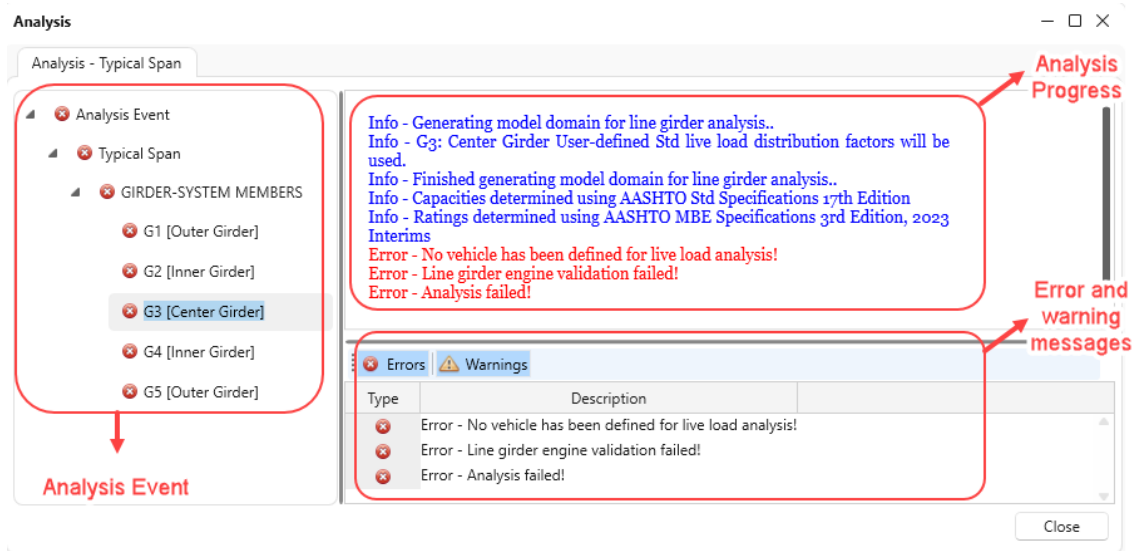 Analysis
Analysis - Typical Span
Analysis Event
Typical Span
GIRDER-SYSTEM MEMBERS
G1 [Outer Girder]
G2 [Inner Girder]
G3 [Center Girder]
G4 [Inner Girder]
G5 [Outer Girder]
Analysis Event
Info - Generating model domain for line girder analysis..
Info - G3: Center Girder User-defined Std live load distribution factors will be
used.
Info - Finished generating model domain for line girder analysis..
Info - Capacities determined using AASHTO Std Specifications 17th Edition
Info - Ratings determined using AASHTO MBE Specifications 3rd Edition, 2023
Interims
Error - No vehicle has been defined for live load analysis!
Error - Line girder engine validation failed!
Error - Analysis failed!
Analysis
Progress
Errors Warnings
Type Description
Error - No vehicle has been defined for live load analysis!
Error - Line girder engine validation failed!
Error - Analysis failed!
Error and
warning
messages
Close